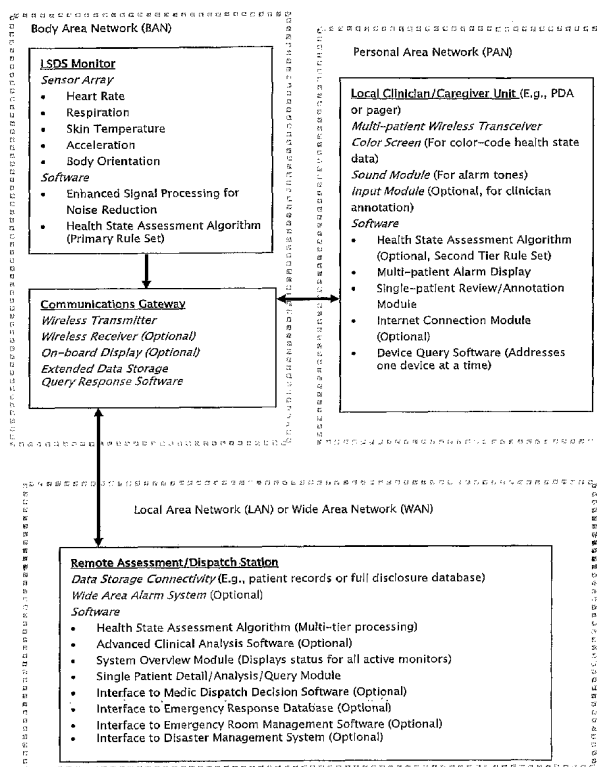 Body Area Network (BAN)
LSDS Monitor
Sensor Array
• Heart Rate
• Respiration
• Skin Temperature
• Acceleration
• Body Orientation
Software
• Enhanced Signal Processing for
Noise Reduction
• Health State Assessment Algorithm
(Primary Rule Set)
Communications Gateway
Wireless Transmitter
Wireless Receiver (Optional)
On-board Display (Optional)
Extended Data Storage
Query Response Software
Personal Area Network (PAN)
Local Clinician/Caregiver Unit (E.g., PDA
or pager)
Multi-patient Wireless Transceiver
Color Screen (For color-code health state
data)
Sound Module (For alarm tones)
Input Module (Optional, for clinician
annotation)
Software
• Health State Assessment Algorithm
(Optional, Second Tier Rule Set)
• Multi-patient Alarm Display
• Single-patient Review/Annotation
Module
• Internet Connection Module
(Optional)
• Device Query Software (Addresses
one device at a time)
Local Area Network (LAN) or Wide Area Network (WAN)
Remote Assessment/Dispatch Station
Data Storage Connectivity (E.g., patient records or full disclosure database)
Wide Area Alarm System (Optional)
Software
• Health State Assessment Algorithm (Multi-tier processing)
• Advanced Clinical Analysis Software (Optional)
• System Overview Module (Displays status for all active monitors)
• Single Patient Detail/Analysis/Query Module
• Interface to Medic Dispatch Decision Software (Optional)
• Interface to Emergency Response Database (Optional)
• Interface to Emergency Room Management Software (Optional)
• Interface to Disaster Management System (Optional)